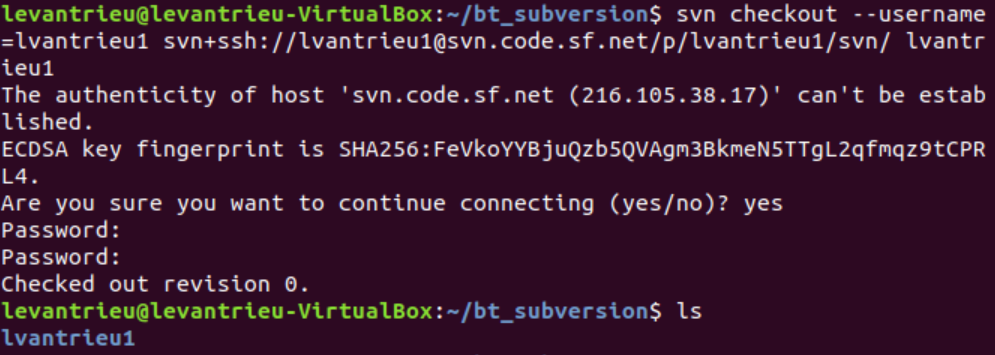 levantrieu@levantrieu-VirtualBox:~/bt_subversion$ svn checkout --username
=lvantrieu1 svn+ssh://lvantrieu1@svn.code.sf.net/p/lvantrieu1/svn/ lvantr
ieu1
The authenticity of host 'svn.code.sf.net (216.105.38.17)' can't be estab
lished.
ECDSA key fingerprint is SHA256:FeVkoYYBjuQzb5QVAgm3BkmeN5TTgL2qfmqz9tCPR
L4.
Are you sure you want to continue connecting (yes/no)? yes
Password:
Password:
Checked out revision 0.
levantrieu@levantrieu-VirtualBox:~/bt_subversion$ ls
lvantrieu1